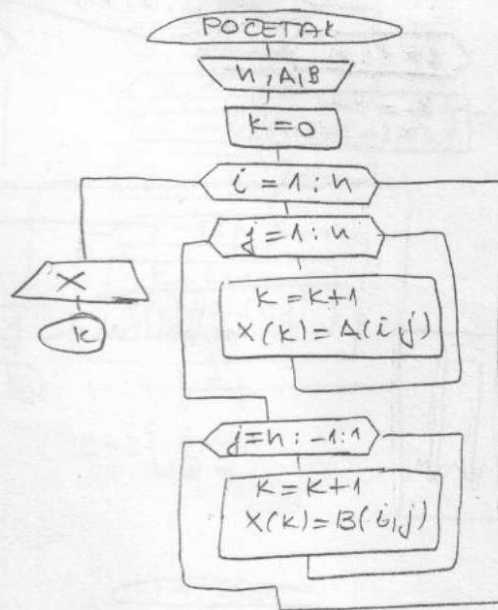 POČETAK
n, A, B
k=0
i=1:n
j=1:n
k=k+1
X(k)=A(i,j)
X
k
j=n:-1:1
k=k+1
X(k)=B(i,j)